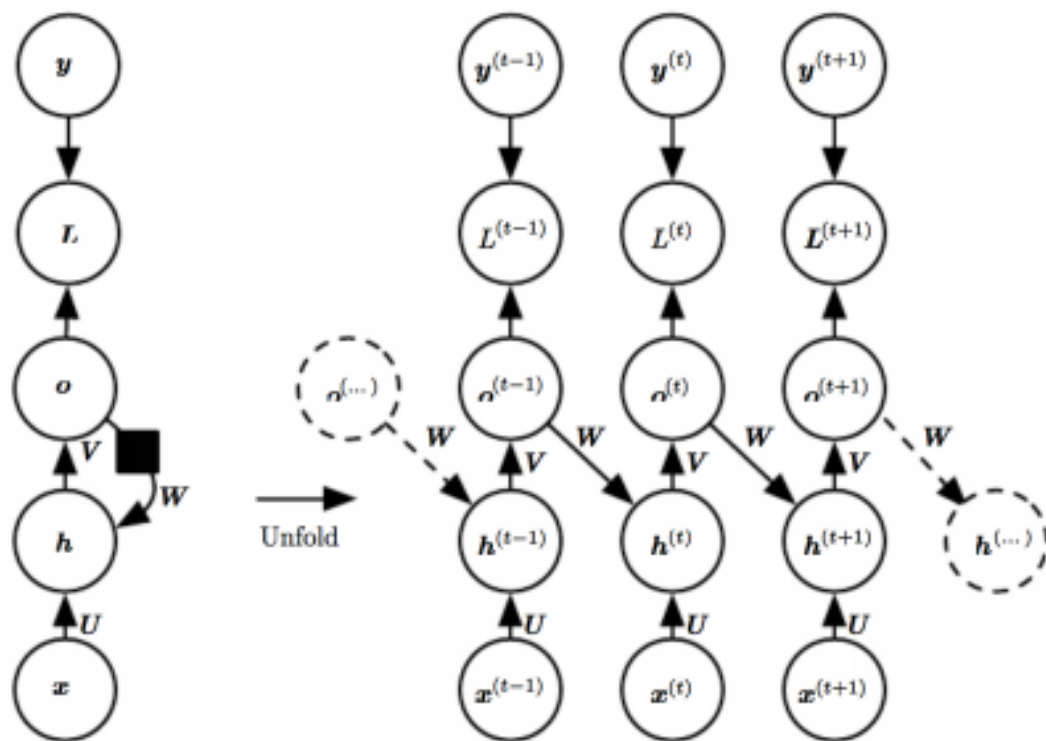 y y^(t−1) y^(t) y^(t+1)
L L^(t−1) L^(t) L^(t+1)
o o^(...) o^(t−1) o^(t) o^(t+1)
W W W W
V V V V
W
h h^(t−1) h^(t) h^(t+1) h^(...)
Unfold
U U U U
x x^(t−1) x^(t) x^(t+1)